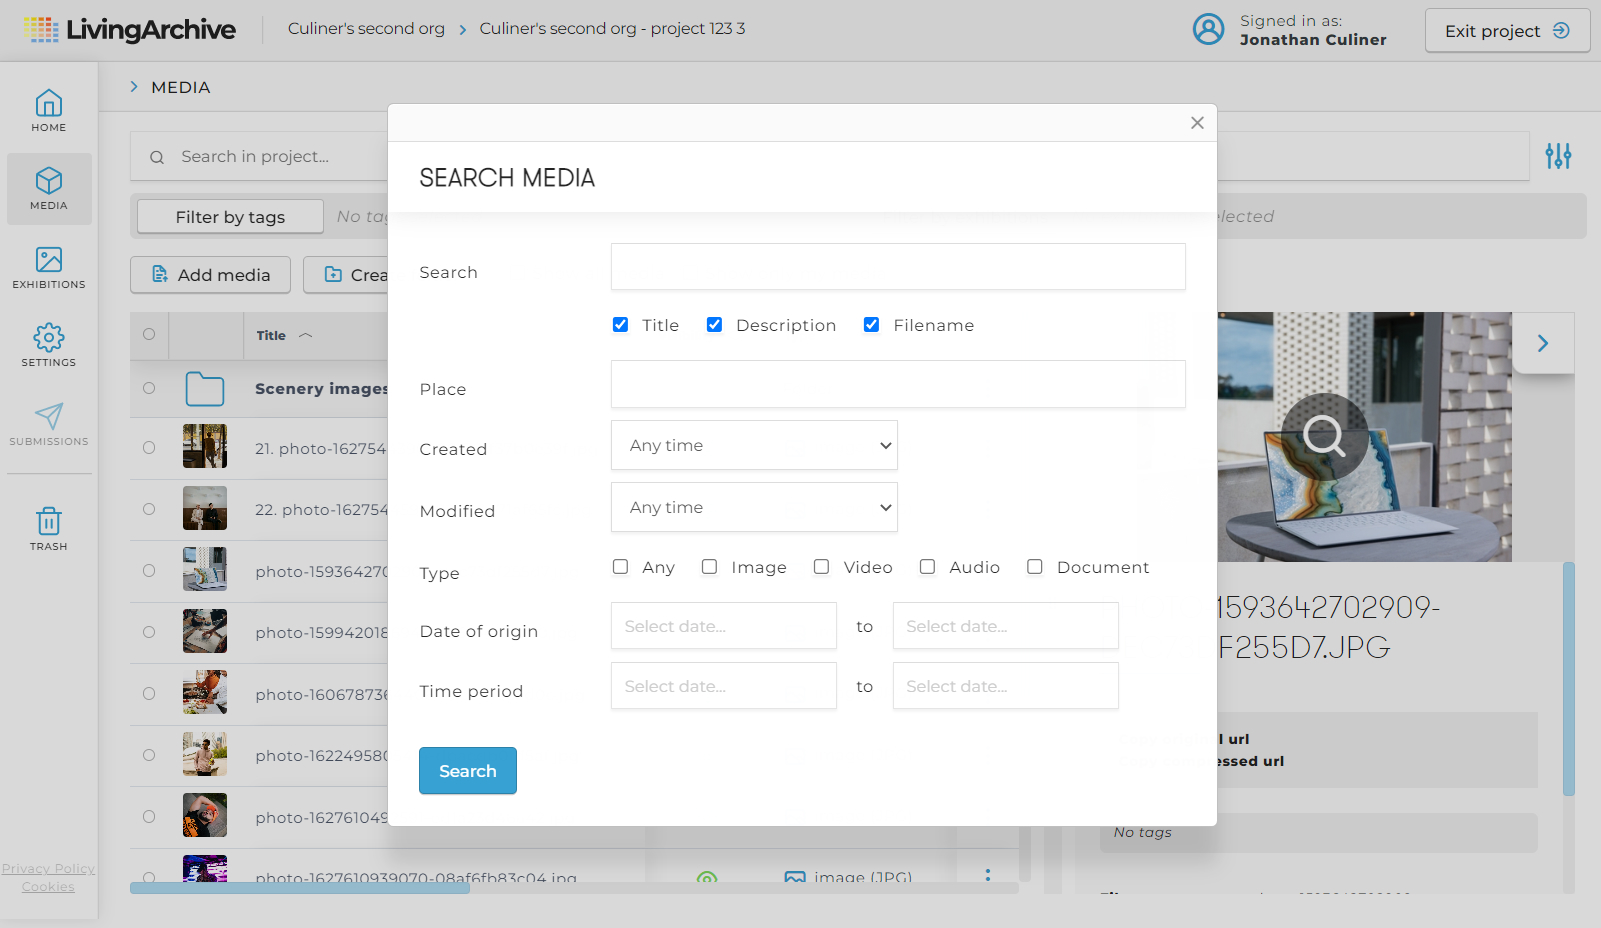 LivingArchive
Culiner's second org
Culiner's second org - project 123 3
Signed in as:
Jonathan Culiner
Exit project
HOME
MEDIA
EXHIBITIONS
SETTINGS
SUBMISSIONS
TRASH
Privacy Policy
Cookies
MEDIA
Search in project...
Filter by tags
No
elected
Add media
Title
Scenery images
21. photo-162754
22. photo-162754
photo-159364270
photo-159942018
photo-160678736
photo-162249580
photo-16276104
photo-1627610939070-08af6fb83c04.jpg
image (JPG)
SEARCH MEDIA
Search
Title
Description
Filename
Place
Created
Any time
Modified
Any time
Type
Any
Image
Video
Audio
Document
Date of origin
Select date...
to
Select date...
Time period
Select date...
to
Select date...
Search
1593642702909-
F255D7.JPG
url
essed url
No tags